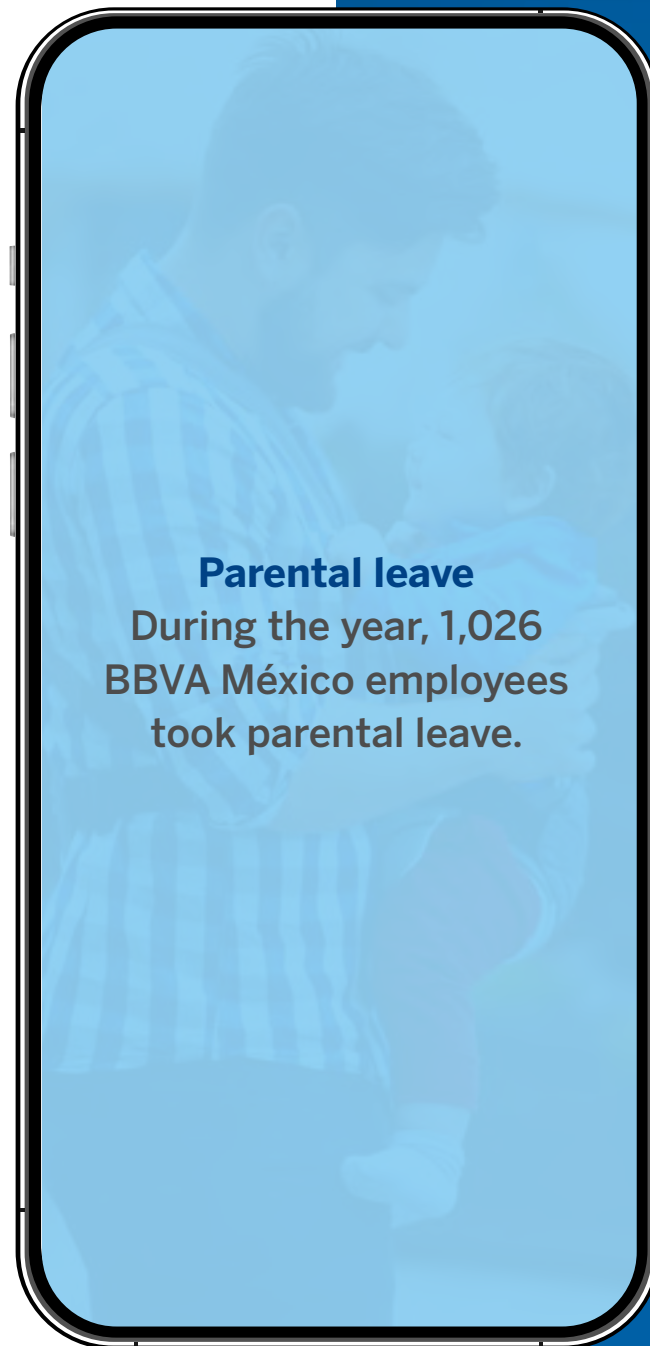 Parental leave
During the year, 1,026
BBVA México employees
took parental leave.